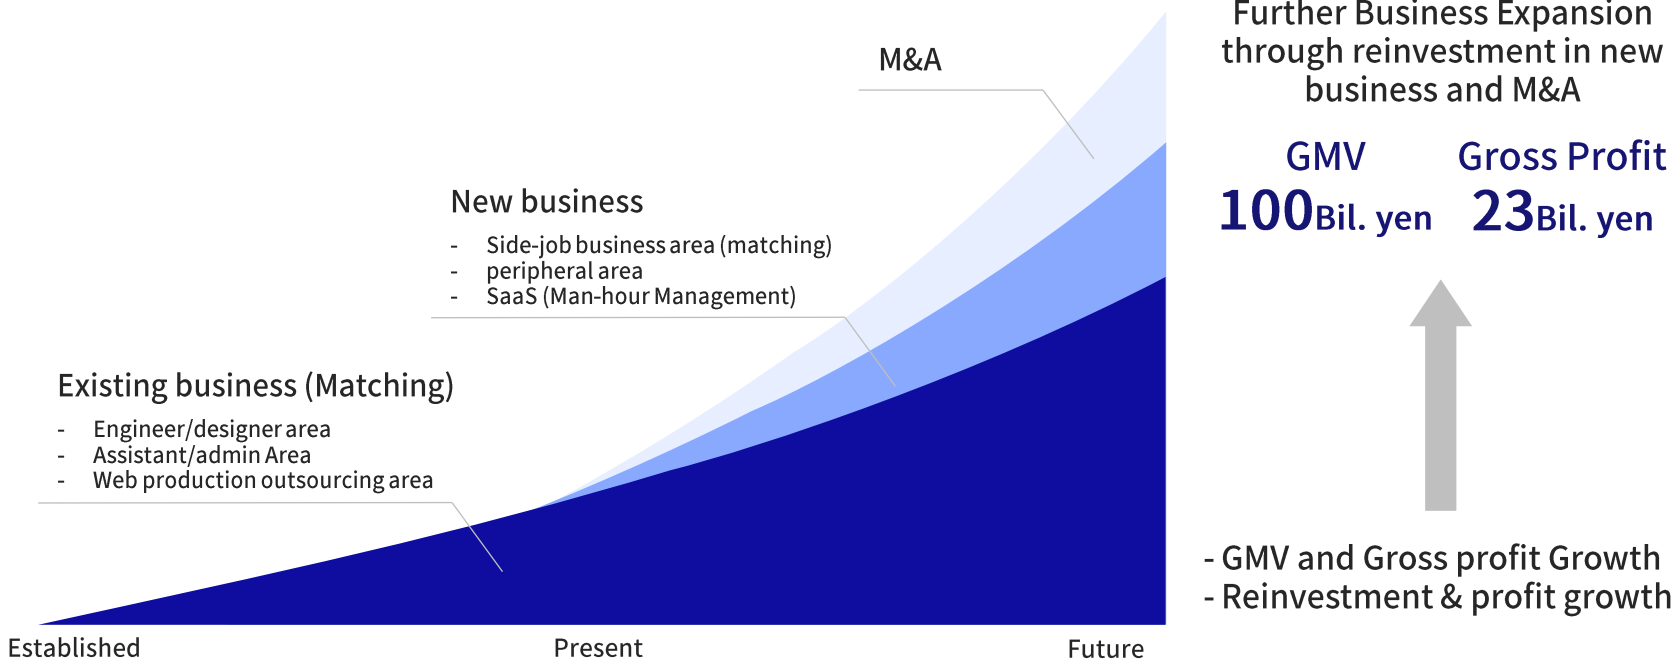 M&A
New business
- Side-job business area (matching)
- peripheral area
- SaaS (Man-hour Management)
Existing business (Matching)
- Engineer/designer area
- Assistant/admin Area
- Web production outsourcing area
Established
Present
Future
Further Business Expansion
through reinvestment in new
business and M&A
GMV
100Bil. yen
Gross Profit
23Bil. yen
- GMV and Gross profit Growth
- Reinvestment & profit growth